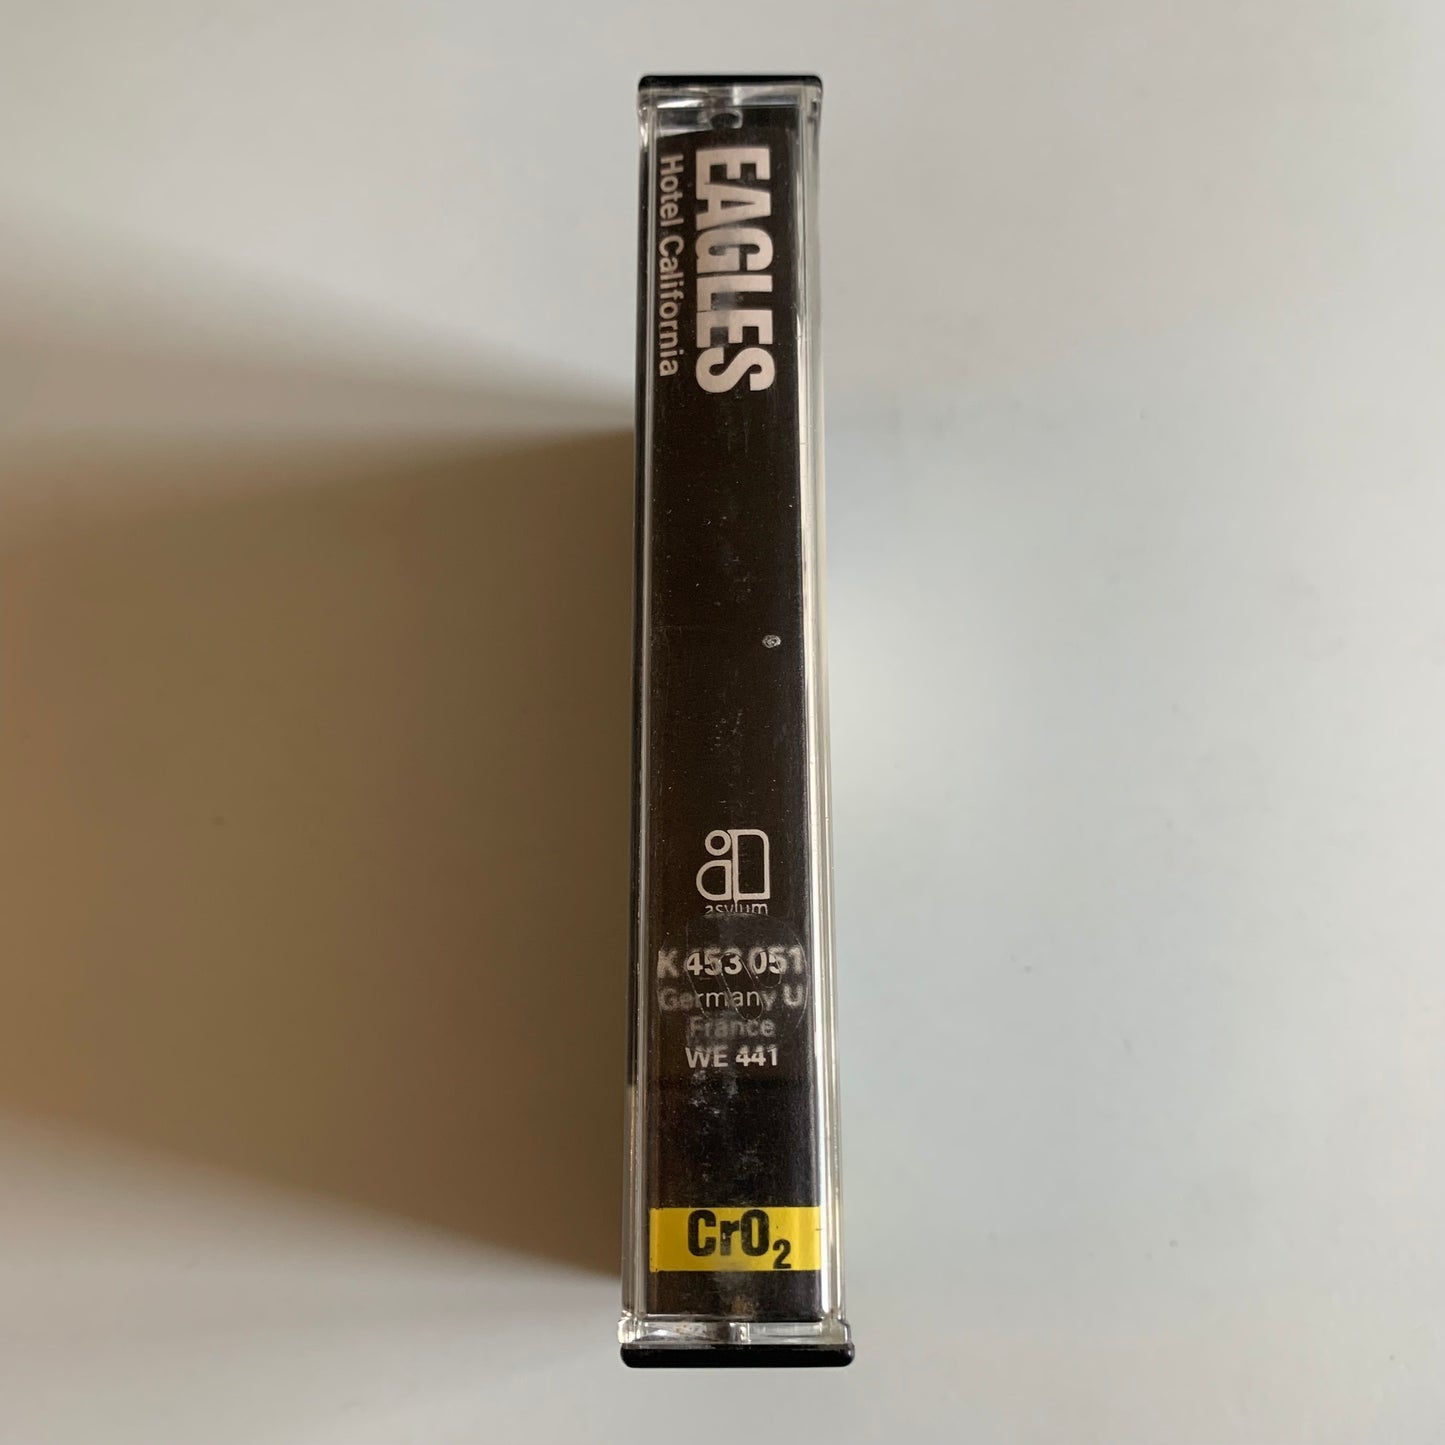 EAGLES
Hotel California
asylum
K 453 051
Germany U
France
WE 441
CrO₂